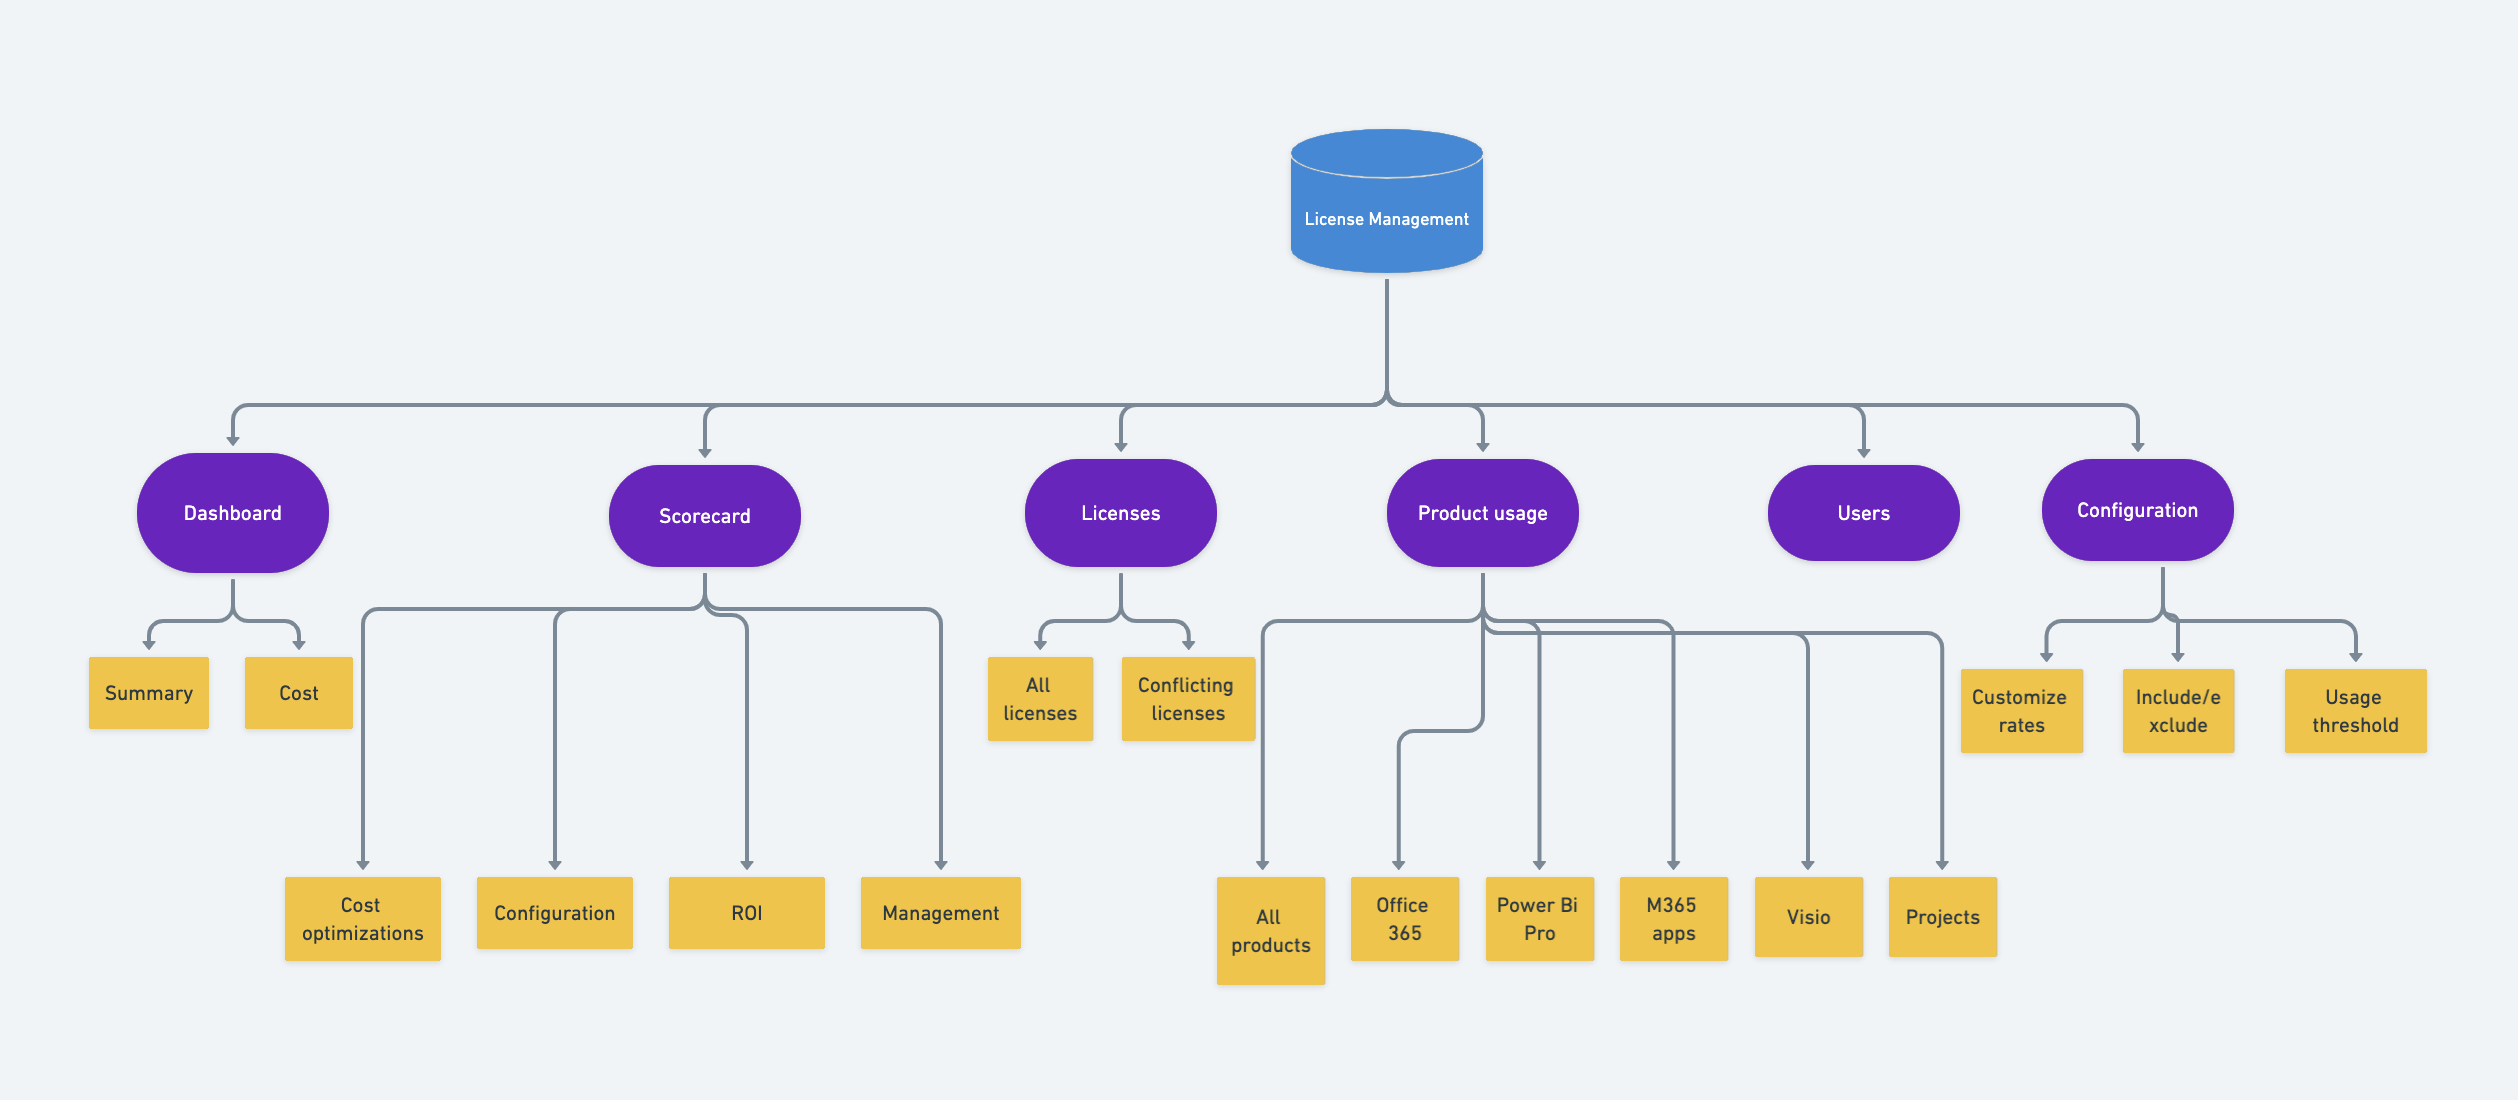 License Management
Dashboard
Scorecard
Licenses
Product usage
Users
Configuration
Summary
Cost
All
licenses
Conflicting
licenses
Customize
rates
Include/e
xclude
Usage
threshold
Cost
optimizations
Configuration
ROI
Management
All
products
Office
365
Power Bi
Pro
M365
apps
Visio
Projects